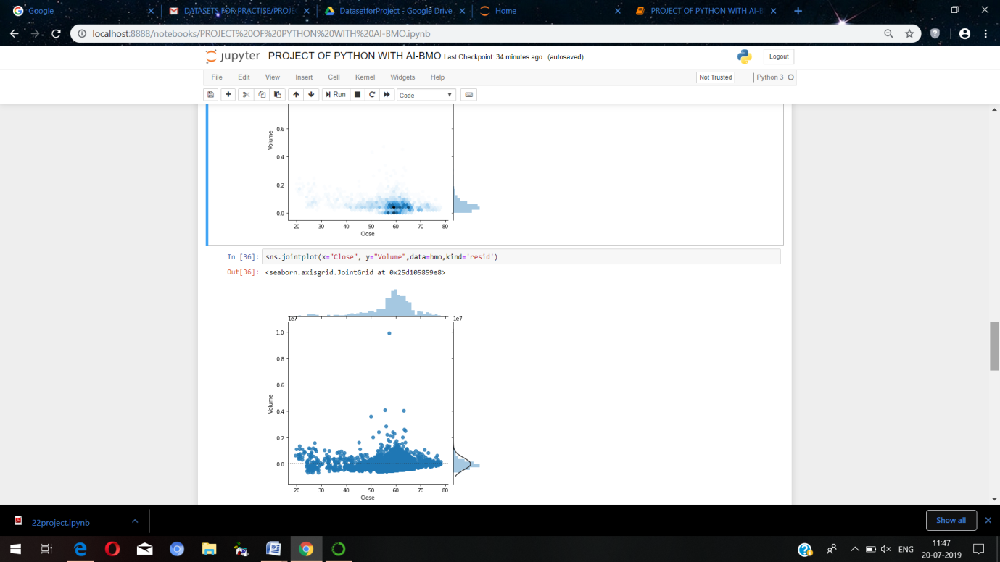 Google
DATASETS FOR PRACTISE/PROJE
DatasetforProject - Google Drive
Home
PROJECT OF PYTHON WITH AI-B
localhost:8888/notebooks/PROJECT%20OF%20PYTHON%20WITH%20AI-BMO.ipynb
jupyter PROJECT OF PYTHON WITH AI-BMO Last Checkpoint: 34 minutes ago (autosaved)
Logout
File Edit View Insert Cell Kernel Widgets Help
Not Trusted
Python 3
Run
Code
0.6
0.4
0.2
0.0
Volume
20 30 40 50 60 70 80
Close
In [36]: sns.jointplot(x="Close", y="Volume",data=bmo,kind='resid')
Out[36]: <seaborn.axisgrid.JointGrid at 0x25d105859e8>
1e7
1e7
1.0
0.8
0.6
0.4
0.2
0.0
Volume
20 30 40 50 60 70 80
Close
22project.ipynb
Show all
ENG
11:47
20-07-2019